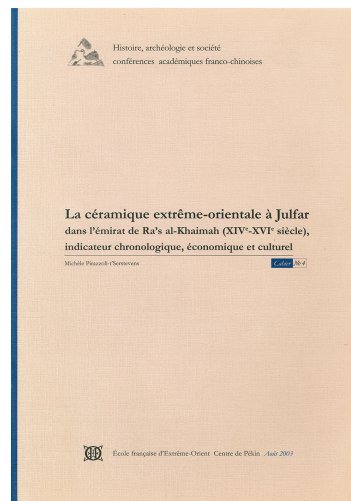 Histoire, archéologie et société
conférences académiques franco-chinoises
La céramique extrême-orientale à Julfar
dans l'émirat de Ra's al-Khaimah (XIVe-XVIe siècle),
indicateur chronologique, économique et culturel
Michèle Pirazzoli-t'Serstevens
Cahier No 4
École française d'Extrême-Orient Centre de Pékin Août 2003